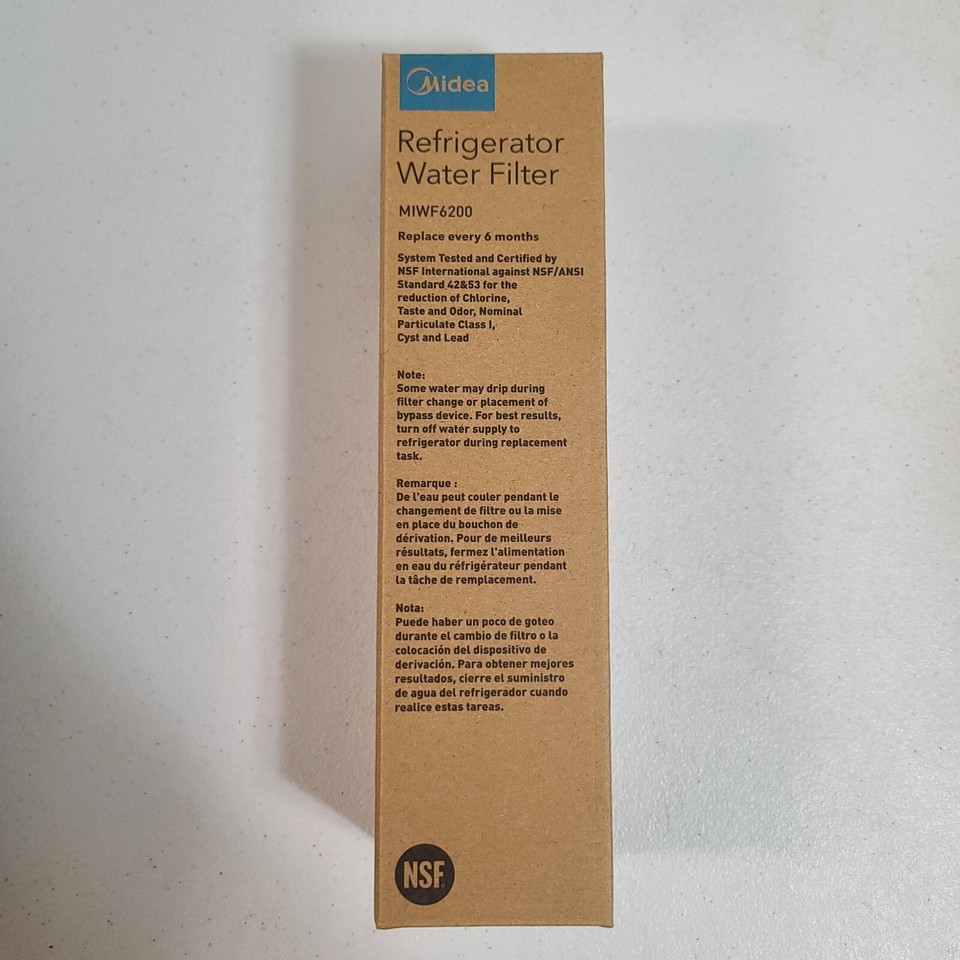 Midea
Refrigerator
Water Filter
MIWF6200
Replace every 6 months
System Tested and Certified by
NSF International against NSF/ANSI
Standard 42&53 for the
reduction of Chlorine,
Taste and Odor, Nominal
Particulate Class I,
Cyst and Lead
Note:
Some water may drip during
filter change or placement of
bypass device. For best results,
turn off water supply to
refrigerator during replacement
task.
Remarque :
De l'eau peut couler pendant le
changement de filtre ou la mise
en place du bouchon de
dérivation. Pour de meilleurs
résultats, fermez l'alimentation
en eau du réfrigérateur pendant
la tâche de remplacement.
Nota:
Puede haber un poco de goteo
durante el cambio de filtro o la
colocación del dispositivo de
derivación. Para obtener mejores
resultados, cierre el suministro
de agua del refrigerador cuando
realice estas tareas.
NSF